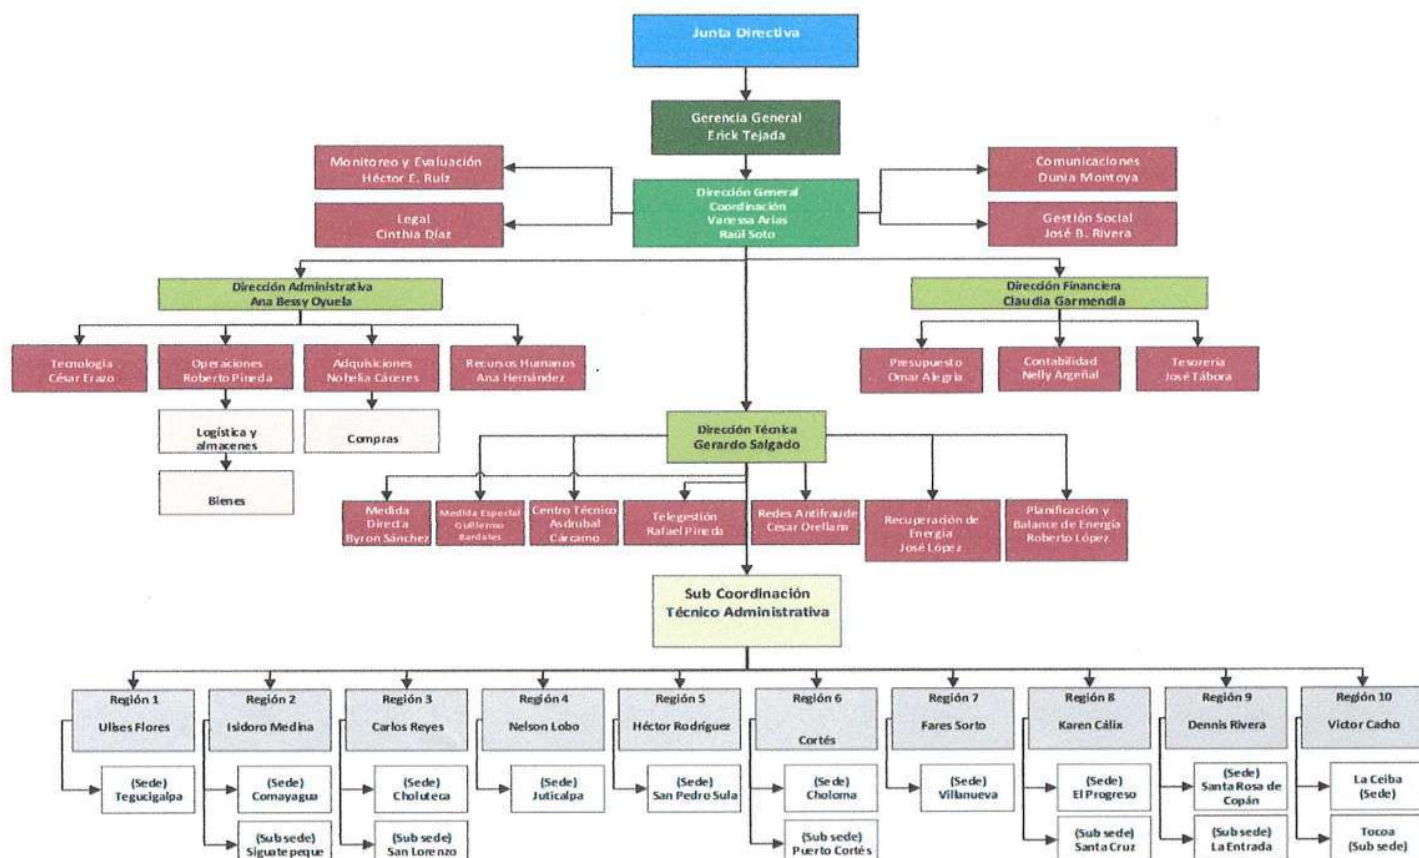 Junta Directiva
Gerencia General
Erick Tejada
Monitoreo y Evaluación
Héctor E. Ruíz
Comunicaciones
Dunia Montoya
Dirección General
Coordinación
Vanessa Arias
Raúl Soto
Legal
Cinthia Díaz
Gestión Social
José B. Rivera
Dirección Administrativa
Ana Bessy Oyuela
Dirección Financiera
Claudia Garmendia
Tecnología
César Erazo
Operaciones
Roberto Pineda
Adquisiciones
Nohelia Cáceres
Recursos Humanos
Ana Hernández
Presupuesto
Omar Alegría
Contabilidad
Nelly Argeñal
Tesorería
José Tábora
Logística y
almacenes
Compras
Bienes
Dirección Técnica
Gerardo Salgado
Medida
Directa
Byron Sánchez
Medida Especial
Guillermo
Bardales
Centro Técnico
Asdrubal
Cárcamo
Telegestión
Rafael Pineda
Redes Antifraude
Cesar Orellana
Recuperación de
Energía
José López
Planificación y
Balance de Energía
Roberto López
Sub Coordinación
Técnico Administrativa
Región 1
Ulises Flores
Región 2
Isidoro Medina
Región 3
Carlos Reyes
Región 4
Nelson Lobo
Región 5
Héctor Rodríguez
Región 6
Cortés
Región 7
Fares Sorto
Región 8
Karen Cálix
Región 9
Dennis Rivera
Región 10
Victor Cacho
(Sede)
Tegucigalpa
(Sede)
Comayagua
(Sede)
Choluteca
(Sede)
Juticalpa
(Sede)
San Pedro Sula
(Sede)
Choloma
(Sede)
Villanueva
(Sede)
El Progreso
(Sede)
Santa Rosa de
Copán
La Ceiba
(Sede)
(Sub sede)
Siguatepeque
(Sub sede)
San Lorenzo
(Sub sede)
Puerto Cortés
(Sub sede)
Santa Cruz
(Sub sede)
La Entrada
Tocoa
(Sub sede)